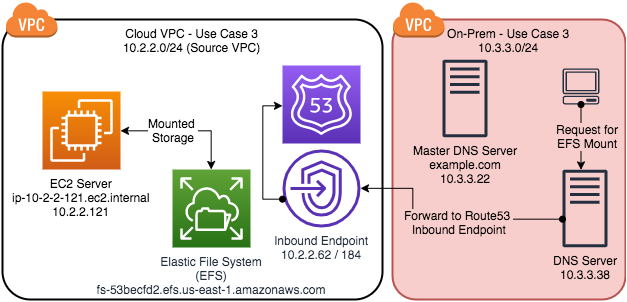 VPC
Cloud VPC - Use Case 3
10.2.2.0/24 (Source VPC)
EC2 Server
ip-10-2-2-121.ec2.internal
10.2.2.121
Mounted
Storage
Elastic File System
(EFS)
fs-53becfd2.efs.us-east-1.amazonaws.com
53
Inbound Endpoint
10.2.2.62 / 184
VPC
On-Prem - Use Case 3
10.3.3.0/24
Master DNS Server
example.com
10.3.3.22
Request for
EFS Mount
Forward to Route53
Inbound Endpoint
DNS Server
10.3.3.38